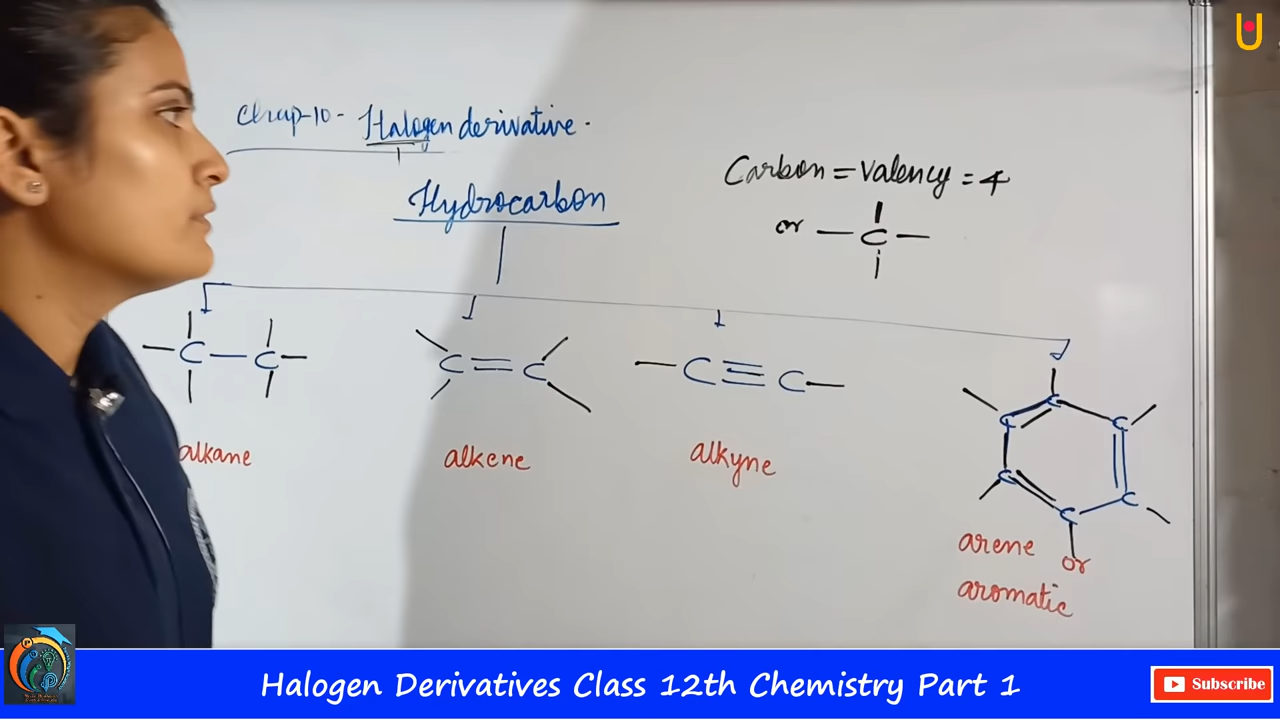 Chap-10- Halogen derivative.
Hydrocarbon
Carbon = Valency = 4
or — C —
C — C
C = C
C ≡ C
C
C
C
C
C
C
alkane
alkene
alkyne
arene or
aromatic
Halogen Derivatives Class 12th Chemistry Part 1
Subscribe